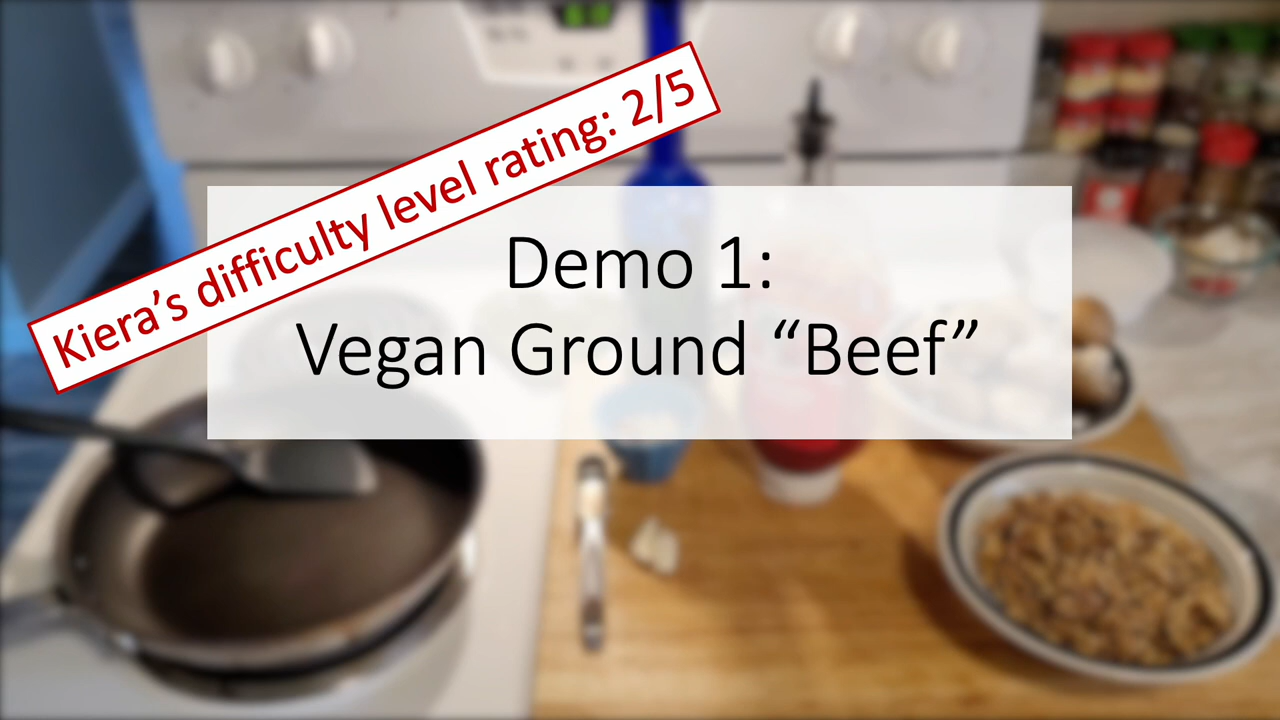 Kiera’s difficulty level rating: 2/5
Demo 1:
Vegan Ground “Beef”